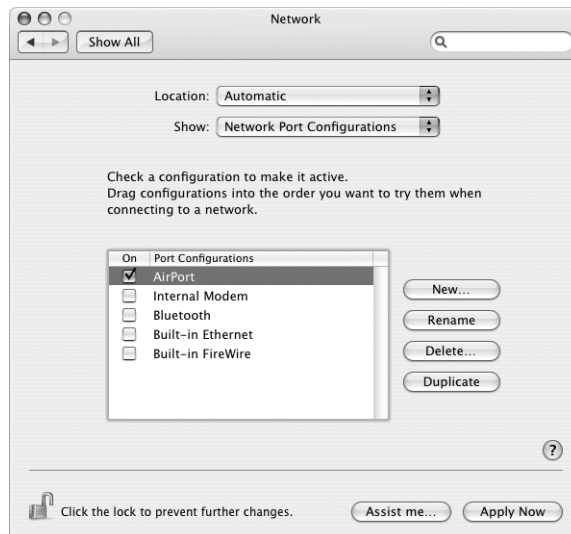 Network
Show All
Location: Automatic
Show: Network Port Configurations
Check a configuration to make it active.
Drag configurations into the order you want to try them when
connecting to a network.
On Port Configurations
AirPort
Internal Modem
Bluetooth
Built-in Ethernet
Built-in FireWire
New...
Rename
Delete...
Duplicate
?
Click the lock to prevent further changes.
Assist me...
Apply Now